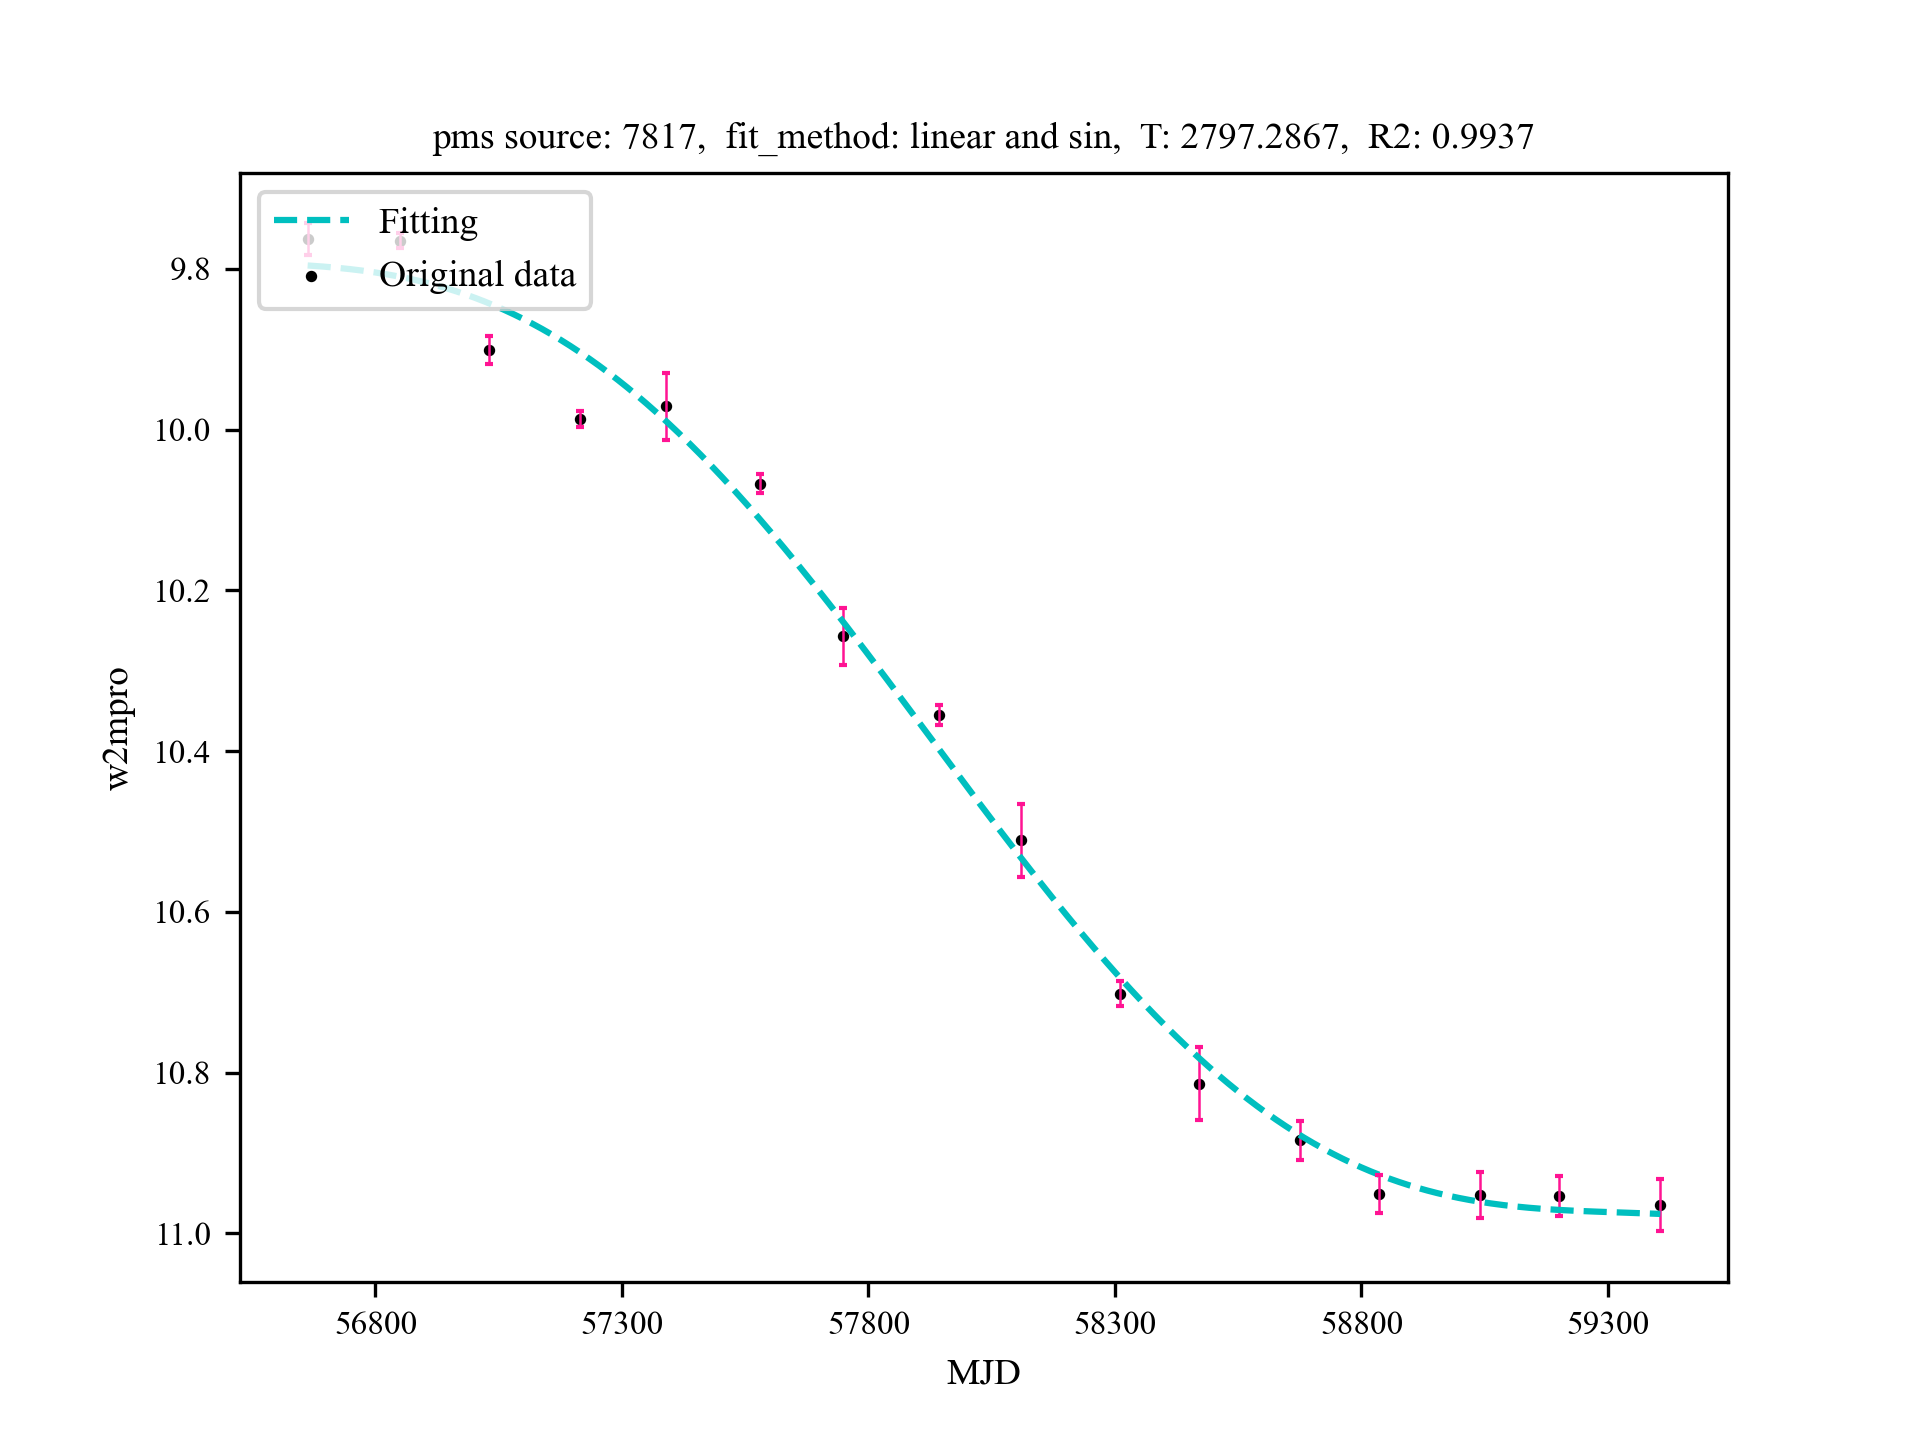 pms source: 7817, fit_method: linear and sin, T: 2797.2867, R2: 0.9937
Fitting
Original data
9.8
10.0
10.2
10.4
10.6
10.8
11.0
w2mpro
56800 57300 57800 58300 58800 59300
MJD